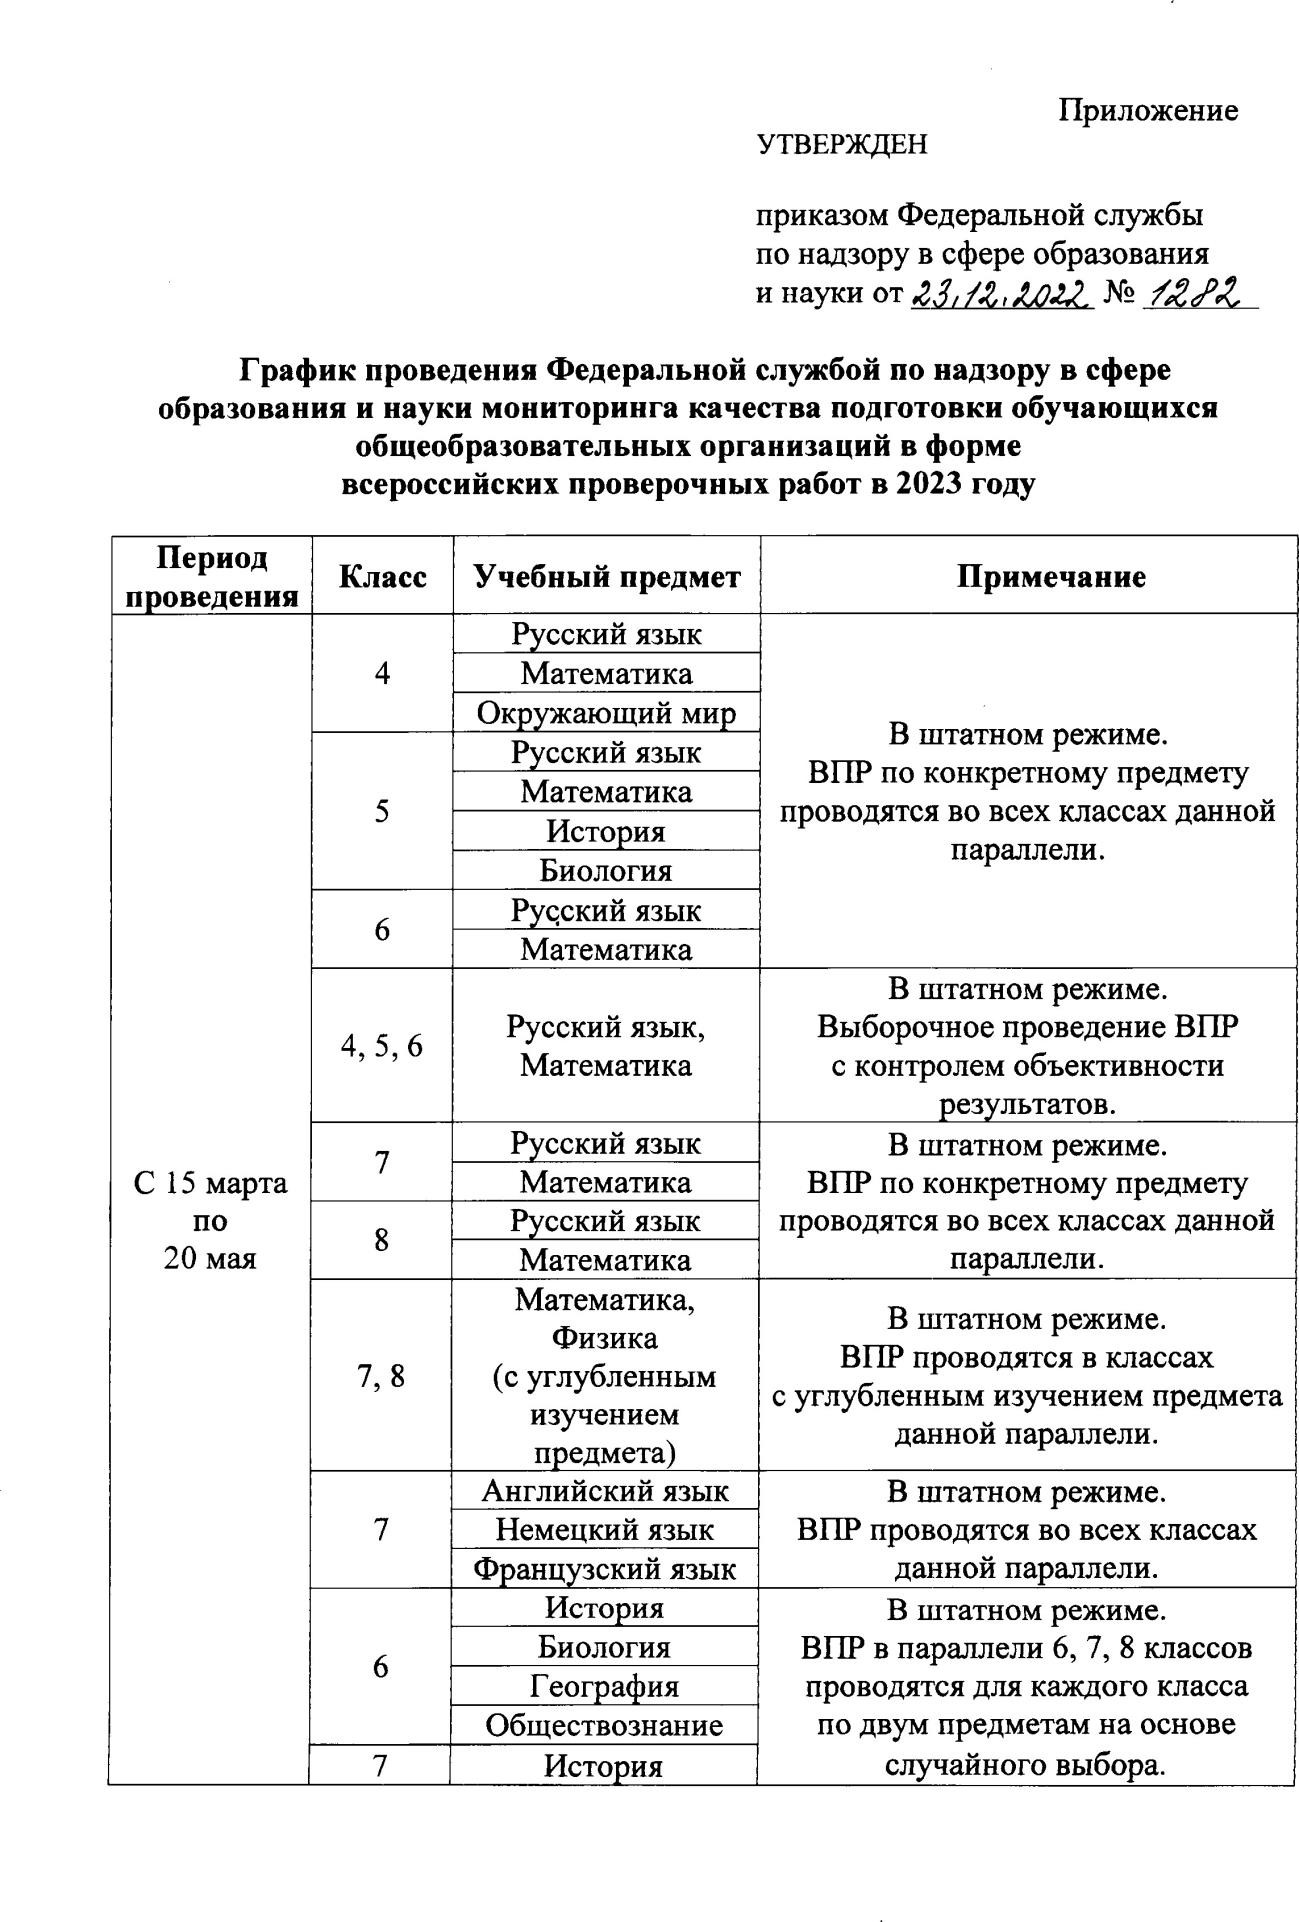 Приложение
УТВЕРЖДЕН
приказом Федеральной службы
по надзору в сфере образования
и науки от 23.12.2022 № 1282
График проведения Федеральной службой по надзору в сфере
образования и науки мониторинга качества подготовки обучающихся
общеобразовательных организаций в форме
всероссийских проверочных работ в 2023 году
Период
проведения
Класс
Учебный предмет
Примечание
С 15 марта
по
20 мая
4
Русский язык
Математика
Окружающий мир
5
Русский язык
Математика
История
Биология
6
Русский язык
Математика
В штатном режиме.
ВПР по конкретному предмету
проводятся во всех классах данной
параллели.
4, 5, 6
Русский язык,
Математика
В штатном режиме.
Выборочное проведение ВПР
с контролем объективности
результатов.
7
Русский язык
Математика
8
Русский язык
Математика
В штатном режиме.
ВПР по конкретному предмету
проводятся во всех классах данной
параллели.
7, 8
Математика,
Физика
(с углубленным
изучением
предмета)
В штатном режиме.
ВПР проводятся в классах
с углубленным изучением предмета
данной параллели.
7
Английский язык
Немецкий язык
Французский язык
В штатном режиме.
ВПР проводятся во всех классах
данной параллели.
6
История
Биология
География
Обществознание
7
История
В штатном режиме.
ВПР в параллели 6, 7, 8 классов
проводятся для каждого класса
по двум предметам на основе
случайного выбора.